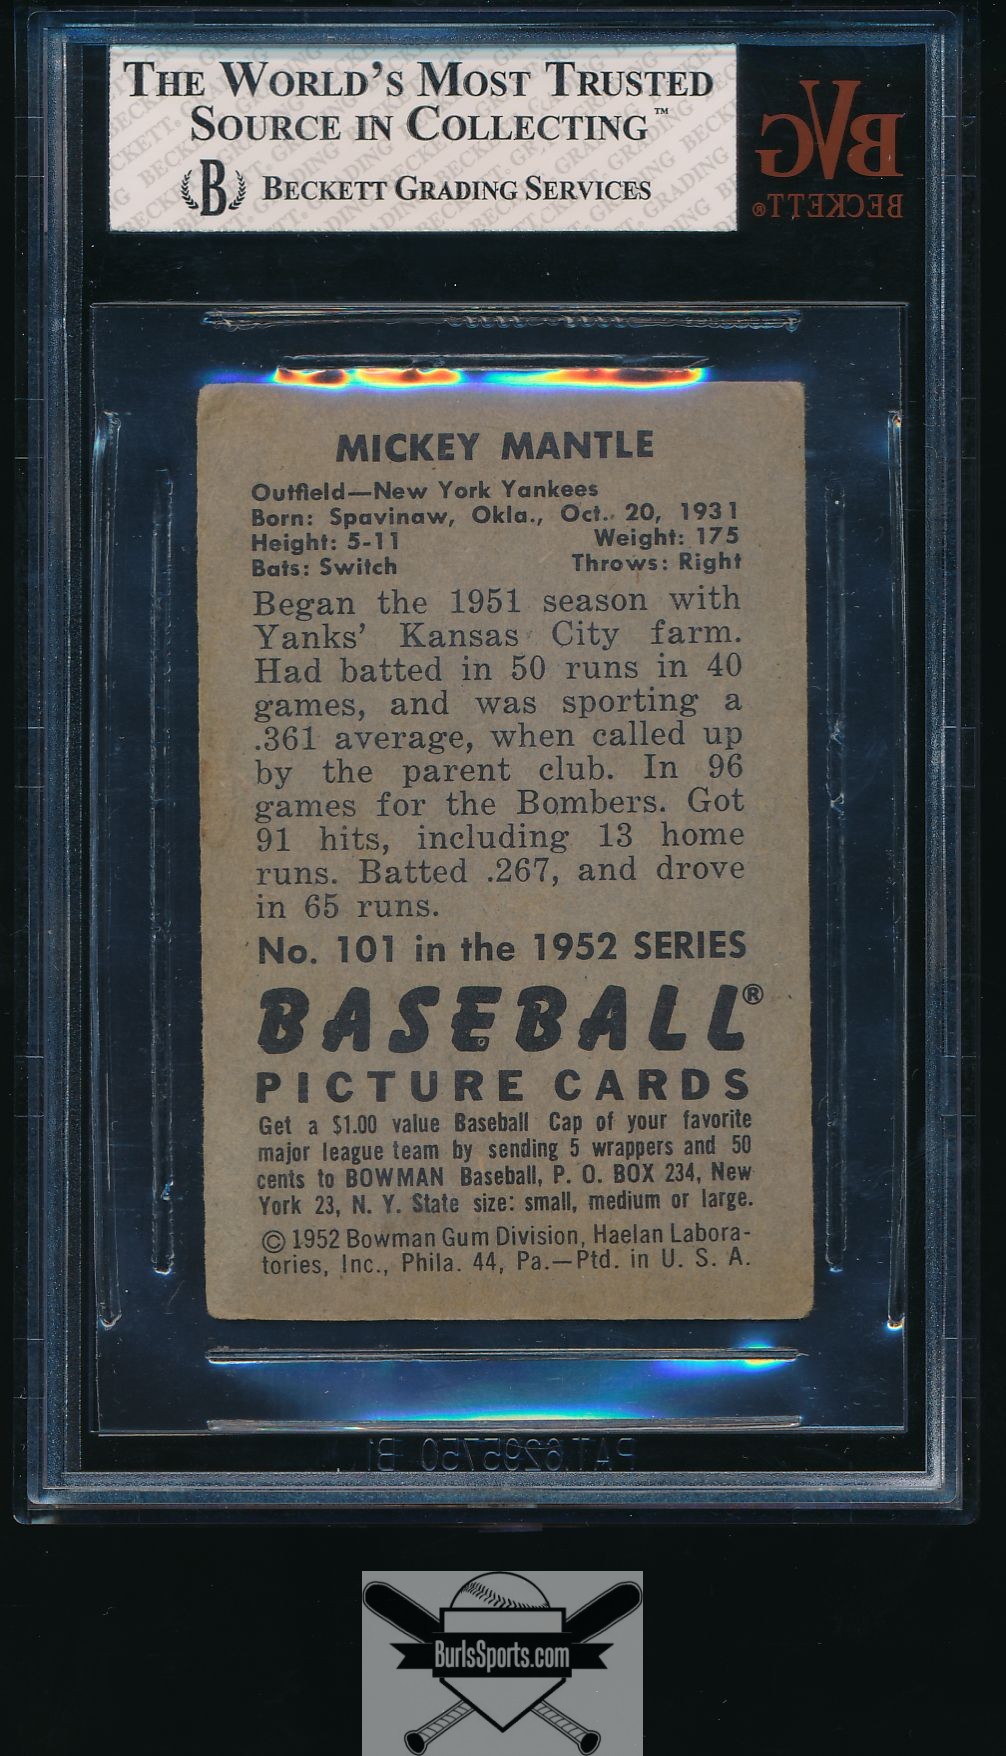 THE WORLD'S MOST TRUSTED
SOURCE IN COLLECTING™
B BECKETT GRADING SERVICES
BVG
BECKETT®
MICKEY MANTLE
Outfield—New York Yankees
Born: Spavinaw, Okla., Oct. 20, 1931
Height: 5-11 Weight: 175
Bats: Switch Throws: Right
Began the 1951 season with
Yanks' Kansas City farm.
Had batted in 50 runs in 40
games, and was sporting a
.361 average, when called up
by the parent club. In 96
games for the Bombers. Got
91 hits, including 13 home
runs. Batted .267, and drove
in 65 runs.
No. 101 in the 1952 SERIES
BASEBALL®
PICTURE CARDS
Get a $1.00 value Baseball Cap of your favorite
major league team by sending 5 wrappers and 50
cents to BOWMAN Baseball, P. O. BOX 234, New
York 23, N. Y. State size: small, medium or large.
© 1952 Bowman Gum Division, Haelan Labora-
tories, Inc., Phila. 44, Pa.—Ptd. in U. S. A.
PAT.6295750
BurlsSports.com